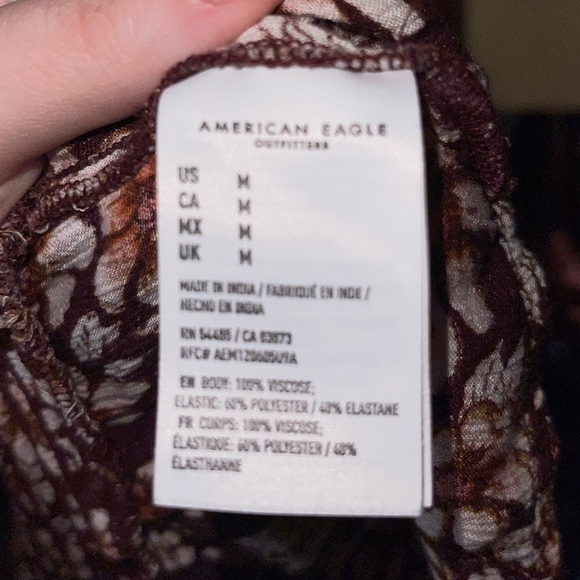 AMERICAN EAGLE
OUTFITTERS
US M
CA M
MX M
UK M
MADE IN INDIA / FABRIQUÉ EN INDE /
HECHO EN INDIA
RN 54485 / CA 03873
RFC# AEM12060509A
EN BODY: 100% VISCOSE;
ELASTIC: 60% POLYESTER / 40% ELASTANE
FR CORPS: 100% VISCOSE;
ÉLASTIQUE: 60% POLYESTER / 40%
ÉLASTHANNE